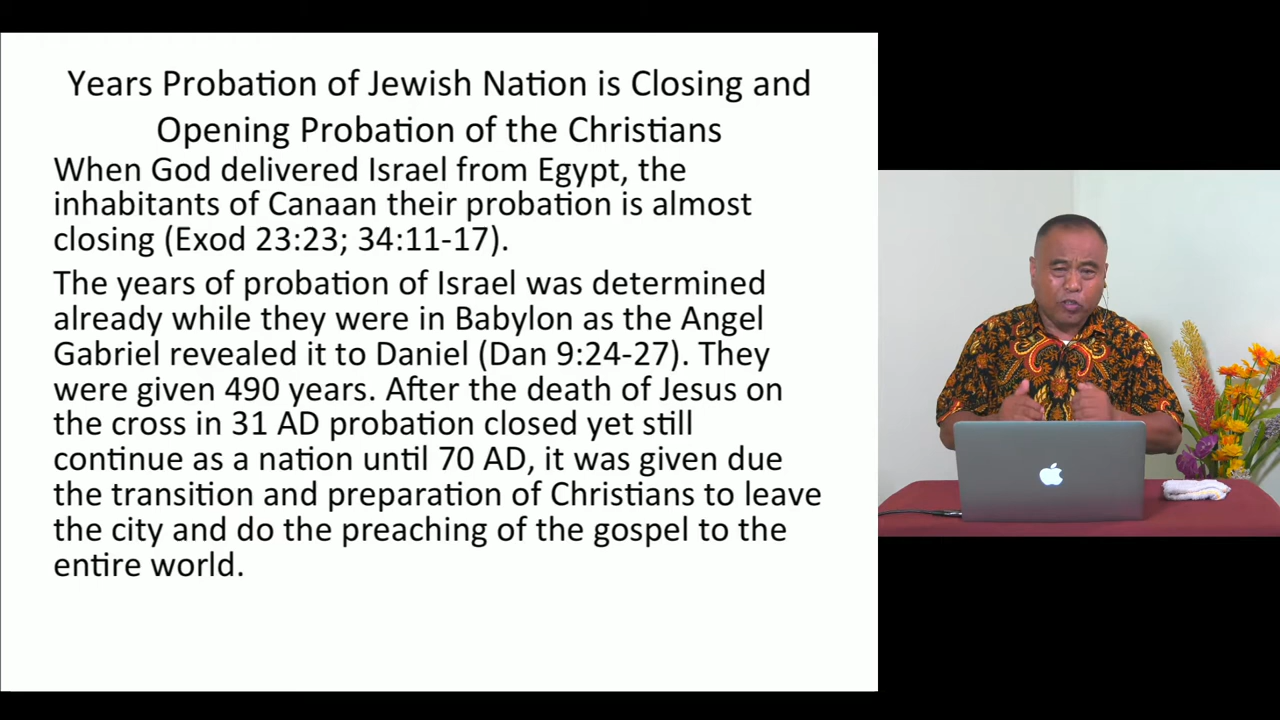 Years Probation of Jewish Nation is Closing and
Opening Probation of the Christians
When God delivered Israel from Egypt, the
inhabitants of Canaan their probation is almost
closing (Exod 23:23; 34:11-17).
The years of probation of Israel was determined
already while they were in Babylon as the Angel
Gabriel revealed it to Daniel (Dan 9:24-27). They
were given 490 years. After the death of Jesus on
the cross in 31 AD probation closed yet still
continue as a nation until 70 AD, it was given due
the transition and preparation of Christians to leave
the city and do the preaching of the gospel to the
entire world.